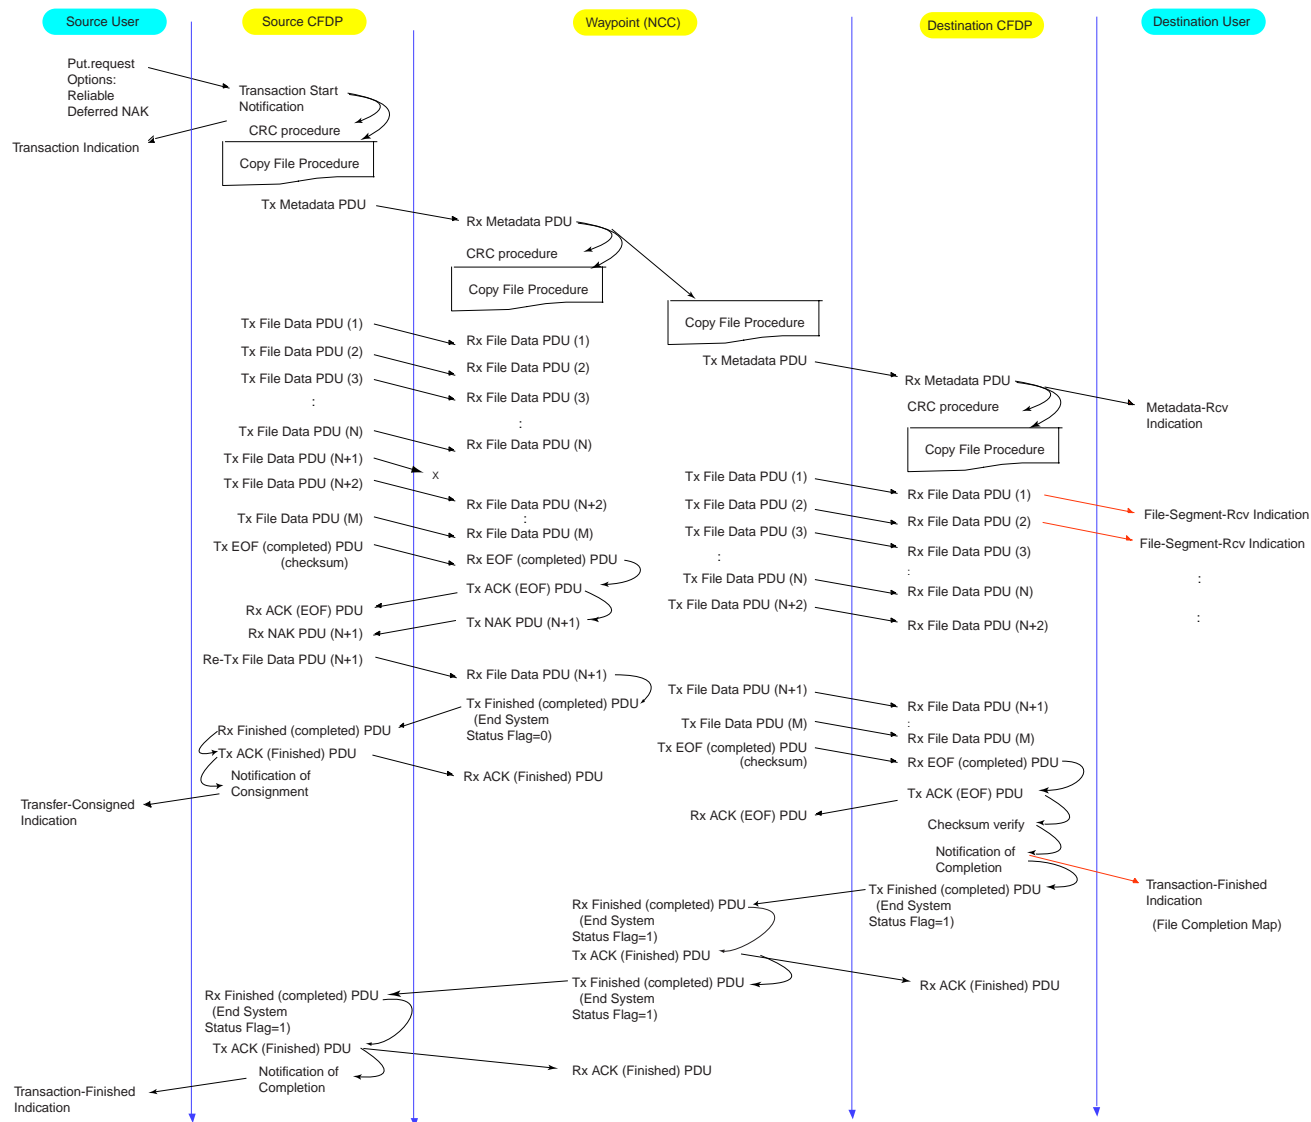 Source User
Source CFDP
Waypoint (NCC)
Destination CFDP
Destination User
Put.request
Options:
Reliable
Deferred NAK
Transaction Indication
Transaction Start
Notification
CRC procedure
Copy File Procedure
Tx Metadata PDU
Rx Metadata PDU
CRC procedure
Copy File Procedure
Copy File Procedure
Tx File Data PDU (1)
Rx File Data PDU (1)
Tx File Data PDU (2)
Rx File Data PDU (2)
Tx File Data PDU (3)
Rx File Data PDU (3)
:
:
Tx File Data PDU (N)
Rx File Data PDU (N)
Tx File Data PDU (N+1)
x
Tx File Data PDU (N+2)
Rx File Data PDU (N+2)
:
Tx File Data PDU (M)
Rx File Data PDU (M)
Tx EOF (completed) PDU
(checksum)
Rx EOF (completed) PDU
Tx ACK (EOF) PDU
Rx ACK (EOF) PDU
Tx NAK PDU (N+1)
Rx NAK PDU (N+1)
Re-Tx File Data PDU (N+1)
Rx File Data PDU (N+1)
Tx Finished (completed) PDU
(End System
Status Flag=0)
Rx Finished (completed) PDU
Tx ACK (Finished) PDU
Rx ACK (Finished) PDU
Notification of
Consignment
Transfer-Consigned
Indication
Tx Metadata PDU
Rx Metadata PDU
CRC procedure
Copy File Procedure
Metadata-Rcv
Indication
Tx File Data PDU (1)
Rx File Data PDU (1)
File-Segment-Rcv Indication
Tx File Data PDU (2)
Rx File Data PDU (2)
File-Segment-Rcv Indication
Tx File Data PDU (3)
Rx File Data PDU (3)
:
:
:
Tx File Data PDU (N)
Rx File Data PDU (N)
Tx File Data PDU (N+2)
Rx File Data PDU (N+2)
:
Tx File Data PDU (N+1)
Rx File Data PDU (N+1)
:
Tx File Data PDU (M)
Rx File Data PDU (M)
Tx EOF (completed) PDU
(checksum)
Rx EOF (completed) PDU
Tx ACK (EOF) PDU
Rx ACK (EOF) PDU
Checksum verify
Notification of
Completion
Transaction-Finished
Indication
(File Completion Map)
Tx Finished (completed) PDU
(End System
Status Flag=1)
Rx Finished (completed) PDU
(End System
Status Flag=1)
Tx ACK (Finished) PDU
Rx ACK (Finished) PDU
Tx Finished (completed) PDU
(End System
Status Flag=1)
Rx Finished (completed) PDU
(End System
Status Flag=1)
Tx ACK (Finished) PDU
Rx ACK (Finished) PDU
Notification of
Completion
Transaction-Finished
Indication